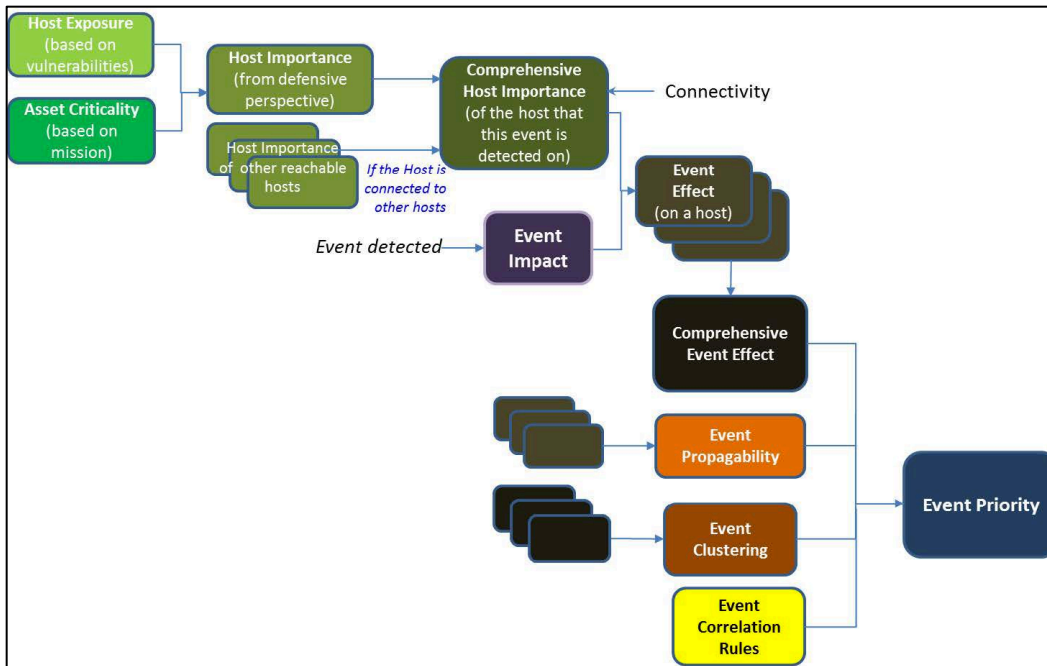 Host Exposure
(based on
vulnerabilities)
Asset Criticality
(based on
mission)
Host Importance
(from defensive
perspective)
Host Importance
of other reachable
hosts
If the Host is
connected to
other hosts
Comprehensive
Host Importance
(of the host that
this event is
detected on)
Connectivity
Event detected
Event
Impact
Event
Effect
(on a host)
Comprehensive
Event Effect
Event
Propagability
Event
Clustering
Event
Correlation
Rules
Event Priority